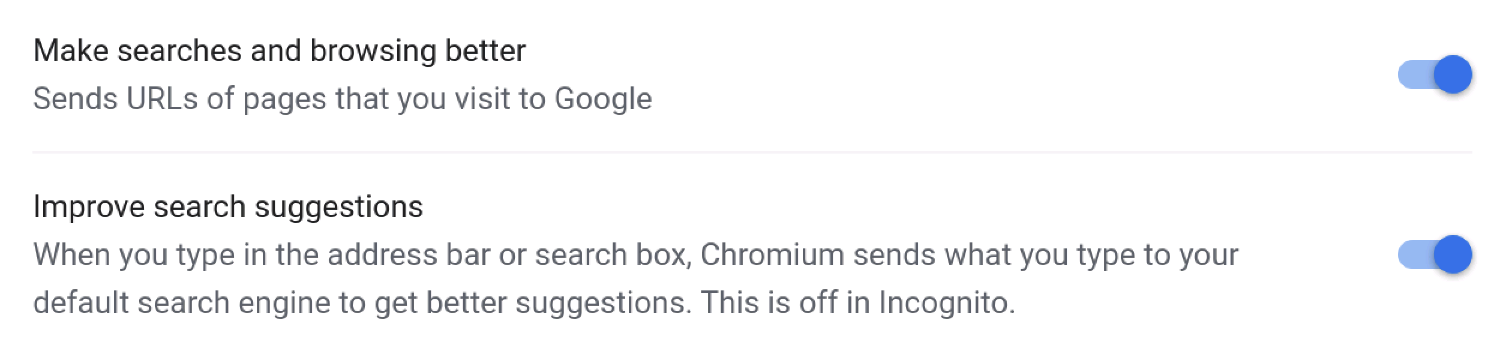 Make searches and browsing better
Sends URLs of pages that you visit to Google
Improve search suggestions
When you type in the address bar or search box, Chromium sends what you type to your
default search engine to get better suggestions. This is off in Incognito.